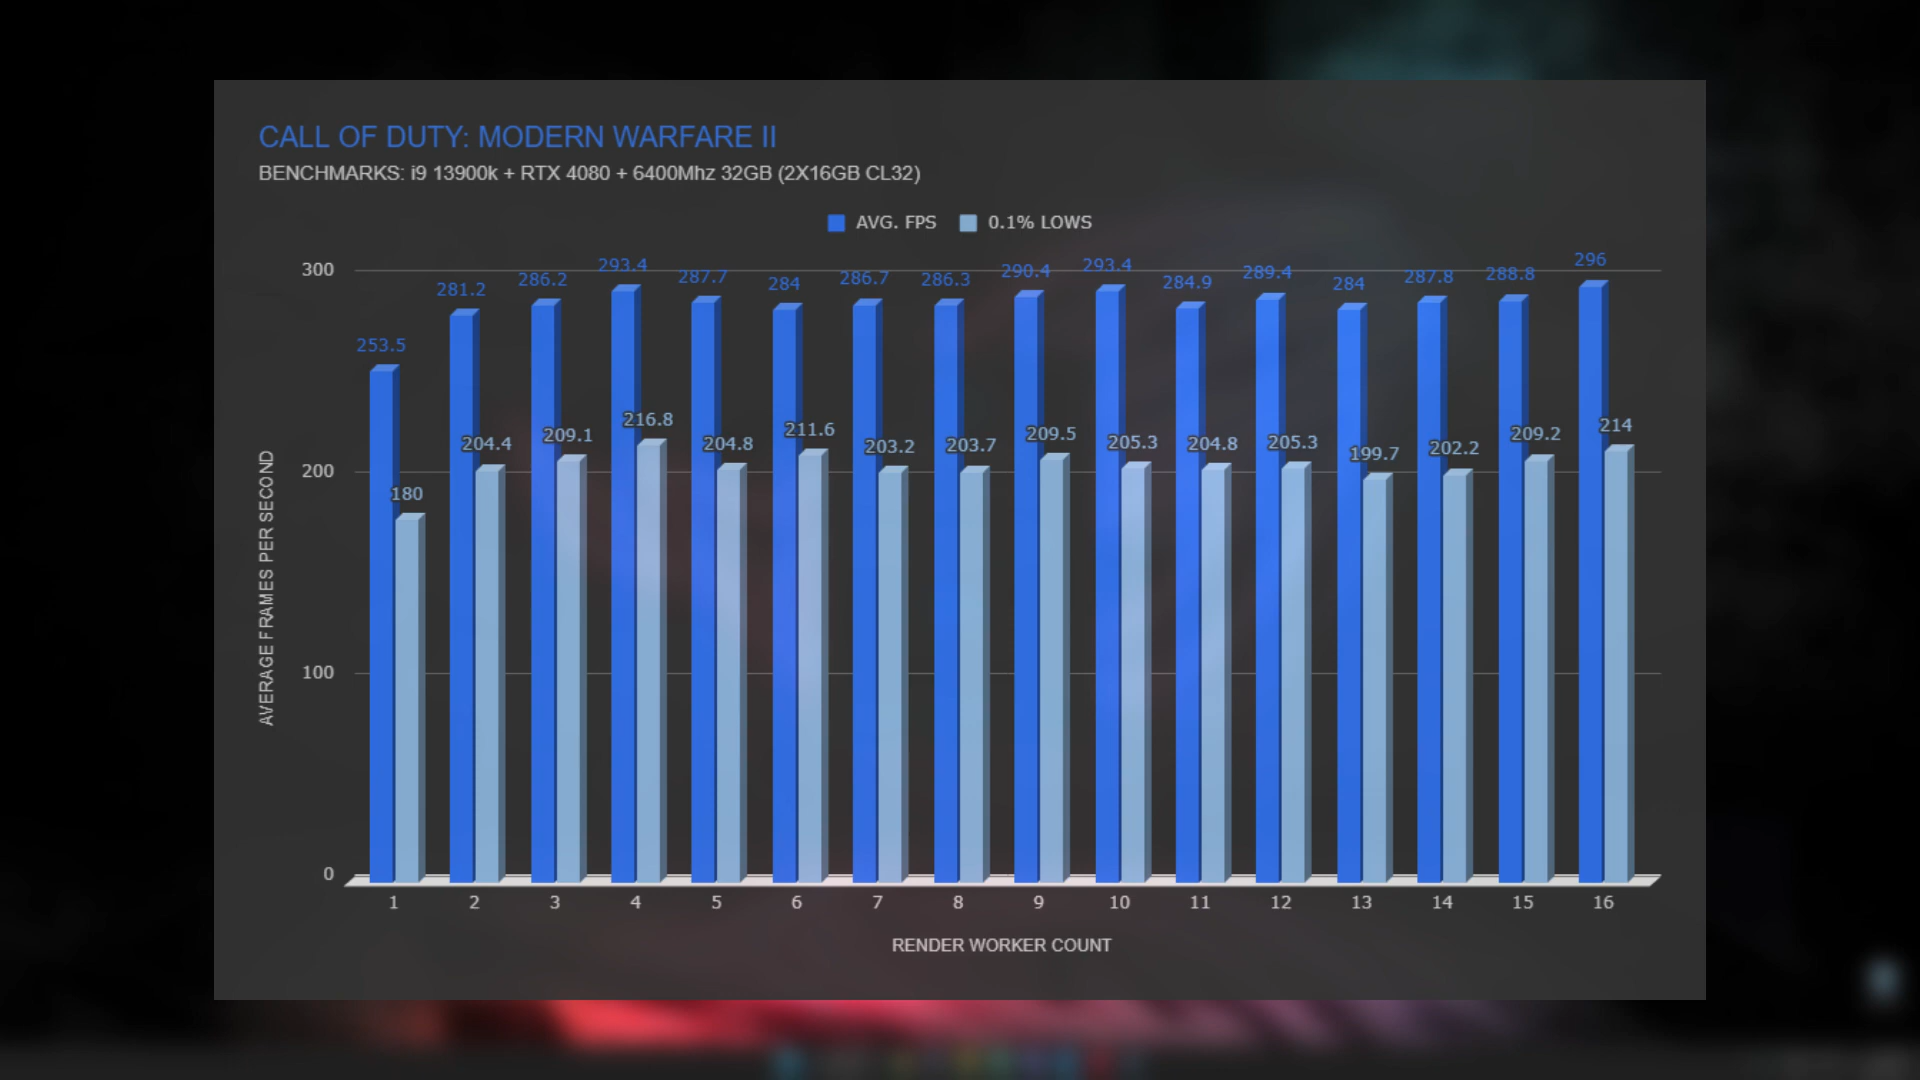 CALL OF DUTY: MODERN WARFARE II
BENCHMARKS: i9 13900k + RTX 4080 + 6400Mhz 32GB (2X16GB CL32)
AVG. FPS 0.1% LOWS
AVERAGE FRAMES PER SECOND
300
200
100
0
253.5 281.2 286.2 293.4 287.7 284 286.7 286.3 290.4 293.4 284.9 289.4 284 287.8 288.8 296
180 204.4 209.1 216.8 204.8 211.6 203.2 203.7 209.5 205.3 204.8 205.3 199.7 202.2 209.2 214
1 2 3 4 5 6 7 8 9 10 11 12 13 14 15 16
RENDER WORKER COUNT